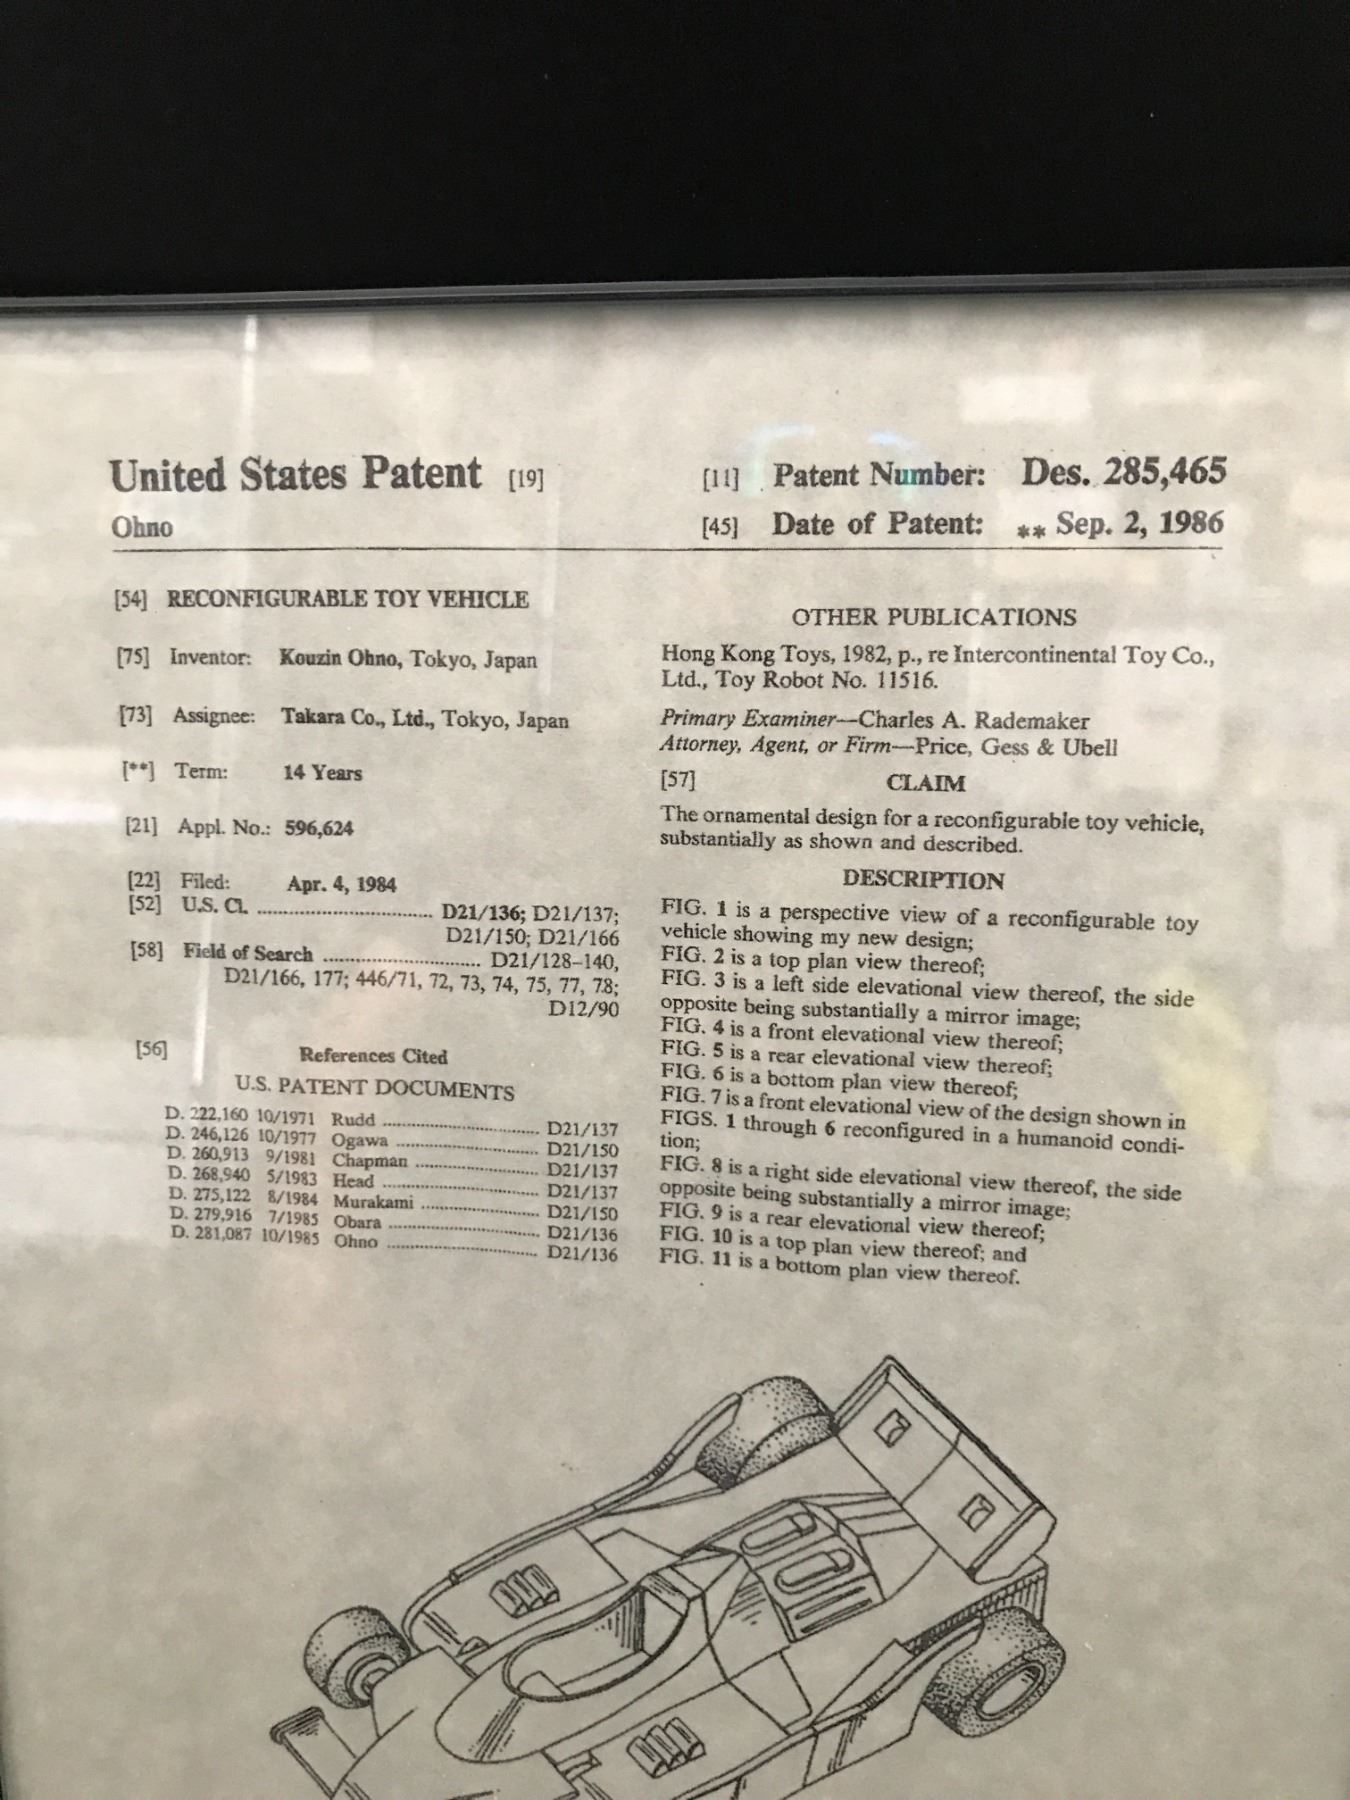 United States Patent [19]
Ohno
[11] Patent Number: Des. 285,465
[45] Date of Patent: ** Sep. 2, 1986
[54] RECONFIGURABLE TOY VEHICLE
[75] Inventor: Kouzin Ohno, Tokyo, Japan
[73] Assignee: Takara Co., Ltd., Tokyo, Japan
[**] Term: 14 Years
[21] Appl. No.: 596,624
[22] Filed: Apr. 4, 1984
[52] U.S. Cl. .................................. D21/136; D21/137;
D21/150; D21/166
[58] Field of Search .............................. D21/128-140,
D21/166, 177; 446/71, 72, 73, 74, 75, 77, 78;
D12/90
[56] References Cited
U.S. PATENT DOCUMENTS
D. 222,160 10/1971 Rudd .............................. D21/137
D. 246,126 10/1977 Ogawa .............................. D21/150
D. 260,913 9/1981 Chapman .............................. D21/137
D. 268,940 5/1983 Head .............................. D21/137
D. 275,122 8/1984 Murakami .............................. D21/150
D. 279,916 7/1985 Obara .............................. D21/136
D. 281,087 10/1985 Ohno .............................. D21/136
OTHER PUBLICATIONS
Hong Kong Toys, 1982, p., re Intercontinental Toy Co.,
Ltd., Toy Robot No. 11516.
Primary Examiner—Charles A. Rademaker
Attorney, Agent, or Firm—Price, Gess & Ubell
[57] CLAIM
The ornamental design for a reconfigurable toy vehicle,
substantially as shown and described.
DESCRIPTION
FIG. 1 is a perspective view of a reconfigurable toy
vehicle showing my new design;
FIG. 2 is a top plan view thereof;
FIG. 3 is a left side elevational view thereof, the side
opposite being substantially a mirror image;
FIG. 4 is a front elevational view thereof;
FIG. 5 is a rear elevational view thereof;
FIG. 6 is a bottom plan view thereof;
FIG. 7 is a front elevational view of the design shown in
FIGS. 1 through 6 reconfigured in a humanoid condi-
tion;
FIG. 8 is a right side elevational view thereof, the side
opposite being substantially a mirror image;
FIG. 9 is a rear elevational view thereof;
FIG. 10 is a top plan view thereof; and
FIG. 11 is a bottom plan view thereof.